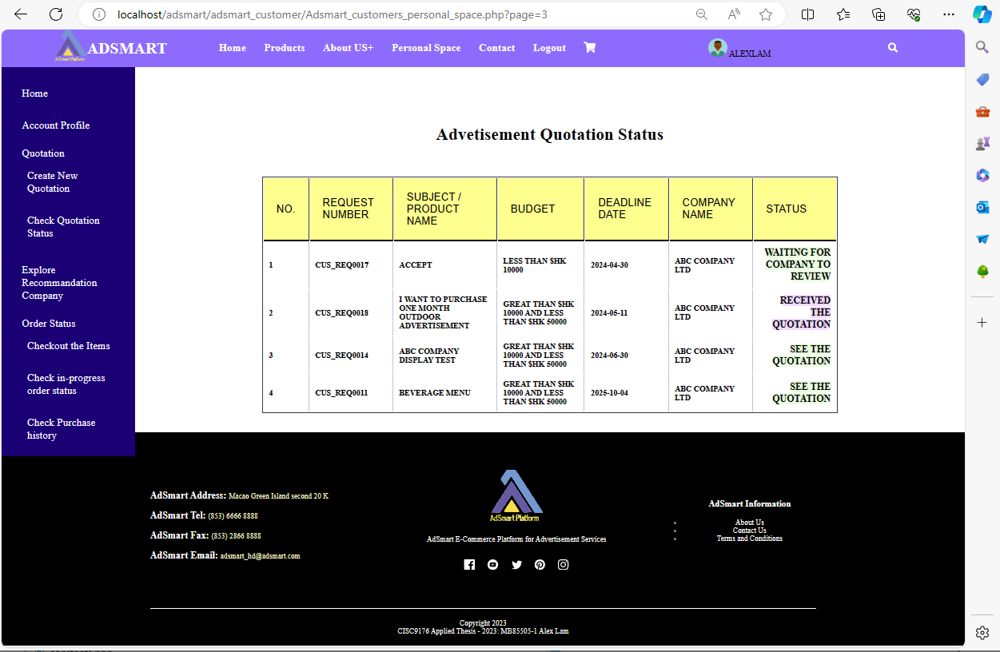 localhost/adsmart/adsmart_customer/Adsmart_customers_personal_space.php?page=3
AdSmart Platform
ADSMART
Home
Products
About US+
Personal Space
Contact
Logout
ALEXLAM
Home
Account Profile
Quotation
Create New
Quotation
Check Quotation
Status
Explore
Recommandation
Company
Order Status
Checkout the Items
Check in-progress
order status
Check Purchase
history
Advetisement Quotation Status
NO.
REQUEST
NUMBER
SUBJECT /
PRODUCT
NAME
BUDGET
DEADLINE
DATE
COMPANY
NAME
STATUS
1
CUS_REQ0017
ACCEPT
LESS THAN $HK
10000
2024-04-30
ABC COMPANY
LTD
WAITING FOR
COMPANY TO
REVIEW
2
CUS_REQ0018
I WANT TO PURCHASE
ONE MONTH
OUTDOOR
ADVERTISEMENT
GREAT THAN $HK
10000 AND LESS
THAN $HK 50000
2024-05-11
ABC COMPANY
LTD
RECEIVED
THE
QUOTATION
3
CUS_REQ0014
ABC COMPANY
DISPLAY TEST
GREAT THAN $HK
10000 AND LESS
THAN $HK 50000
2024-06-30
ABC COMPANY
LTD
SEE THE
QUOTATION
4
CUS_REQ0011
BEVERAGE MENU
GREAT THAN $HK
10000 AND LESS
THAN $HK 50000
2025-10-04
ABC COMPANY
LTD
SEE THE
QUOTATION
AdSmart Address: Macao Green Island second 20 K
AdSmart Tel: (853) 6666 8888
AdSmart Fax: (853) 2866 8888
AdSmart Email: adsmart_hd@adsmart.com
AdSmart Platform
AdSmart E-Commerce Platform for Advertisement Services
AdSmart Information
About Us
Contact Us
Terms and Conditions
Copyright 2023
CISC9176 Applied Thesis - 2023: MB85505-1 Alex Lam